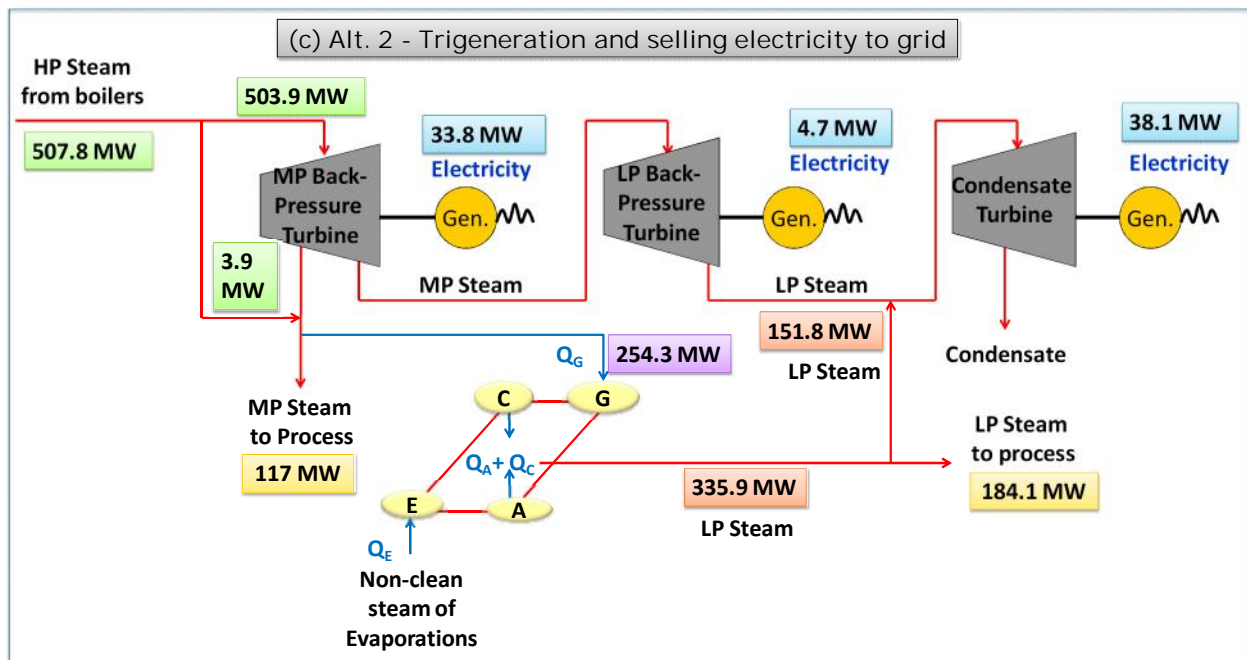 (c) Alt. 2 - Trigeneration and selling electricity to grid
HP Steam
from boilers
507.8 MW
503.9 MW
33.8 MW
Electricity
4.7 MW
Electricity
38.1 MW
Electricity
MP Back-
Pressure
Turbine
Gen.
LP Back-
Pressure
Turbine
Gen.
Condensate
Turbine
Gen.
3.9
MW
MP Steam
LP Steam
151.8 MW
LP Steam
Condensate
QG
254.3 MW
C
G
MP Steam
to Process
117 MW
QA+ QC
335.9 MW
LP Steam
LP Steam
to process
184.1 MW
E
A
QE
Non-clean
steam of
Evaporations